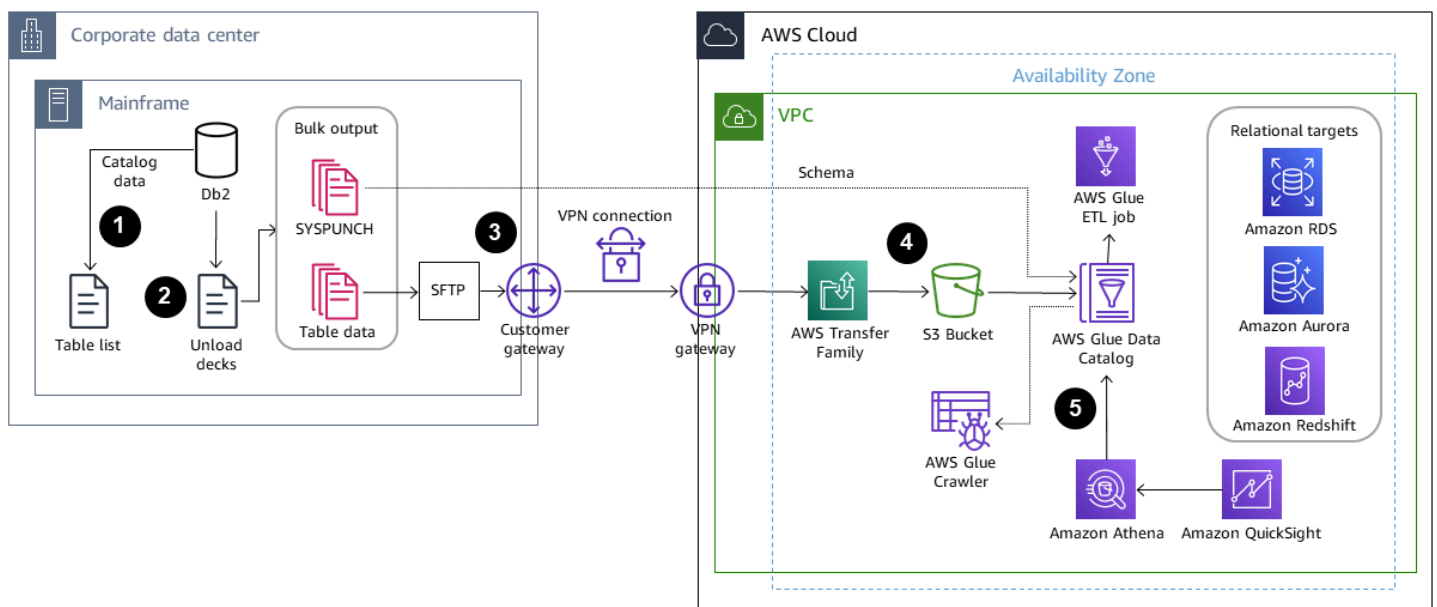 Corporate data center
Mainframe
Catalog
data
Db2
1
Table list
2
Unload
decks
Bulk output
SYSPUNCH
Table data
SFTP
3
Customer
gateway
VPN connection
VPN
gateway
AWS Cloud
Availability Zone
VPC
Schema
AWS Transfer
Family
4
S3 Bucket
AWS Glue
ETL job
AWS Glue Data
Catalog
AWS Glue
Crawler
5
Amazon Athena
Amazon QuickSight
Relational targets
Amazon RDS
Amazon Aurora
Amazon Redshift